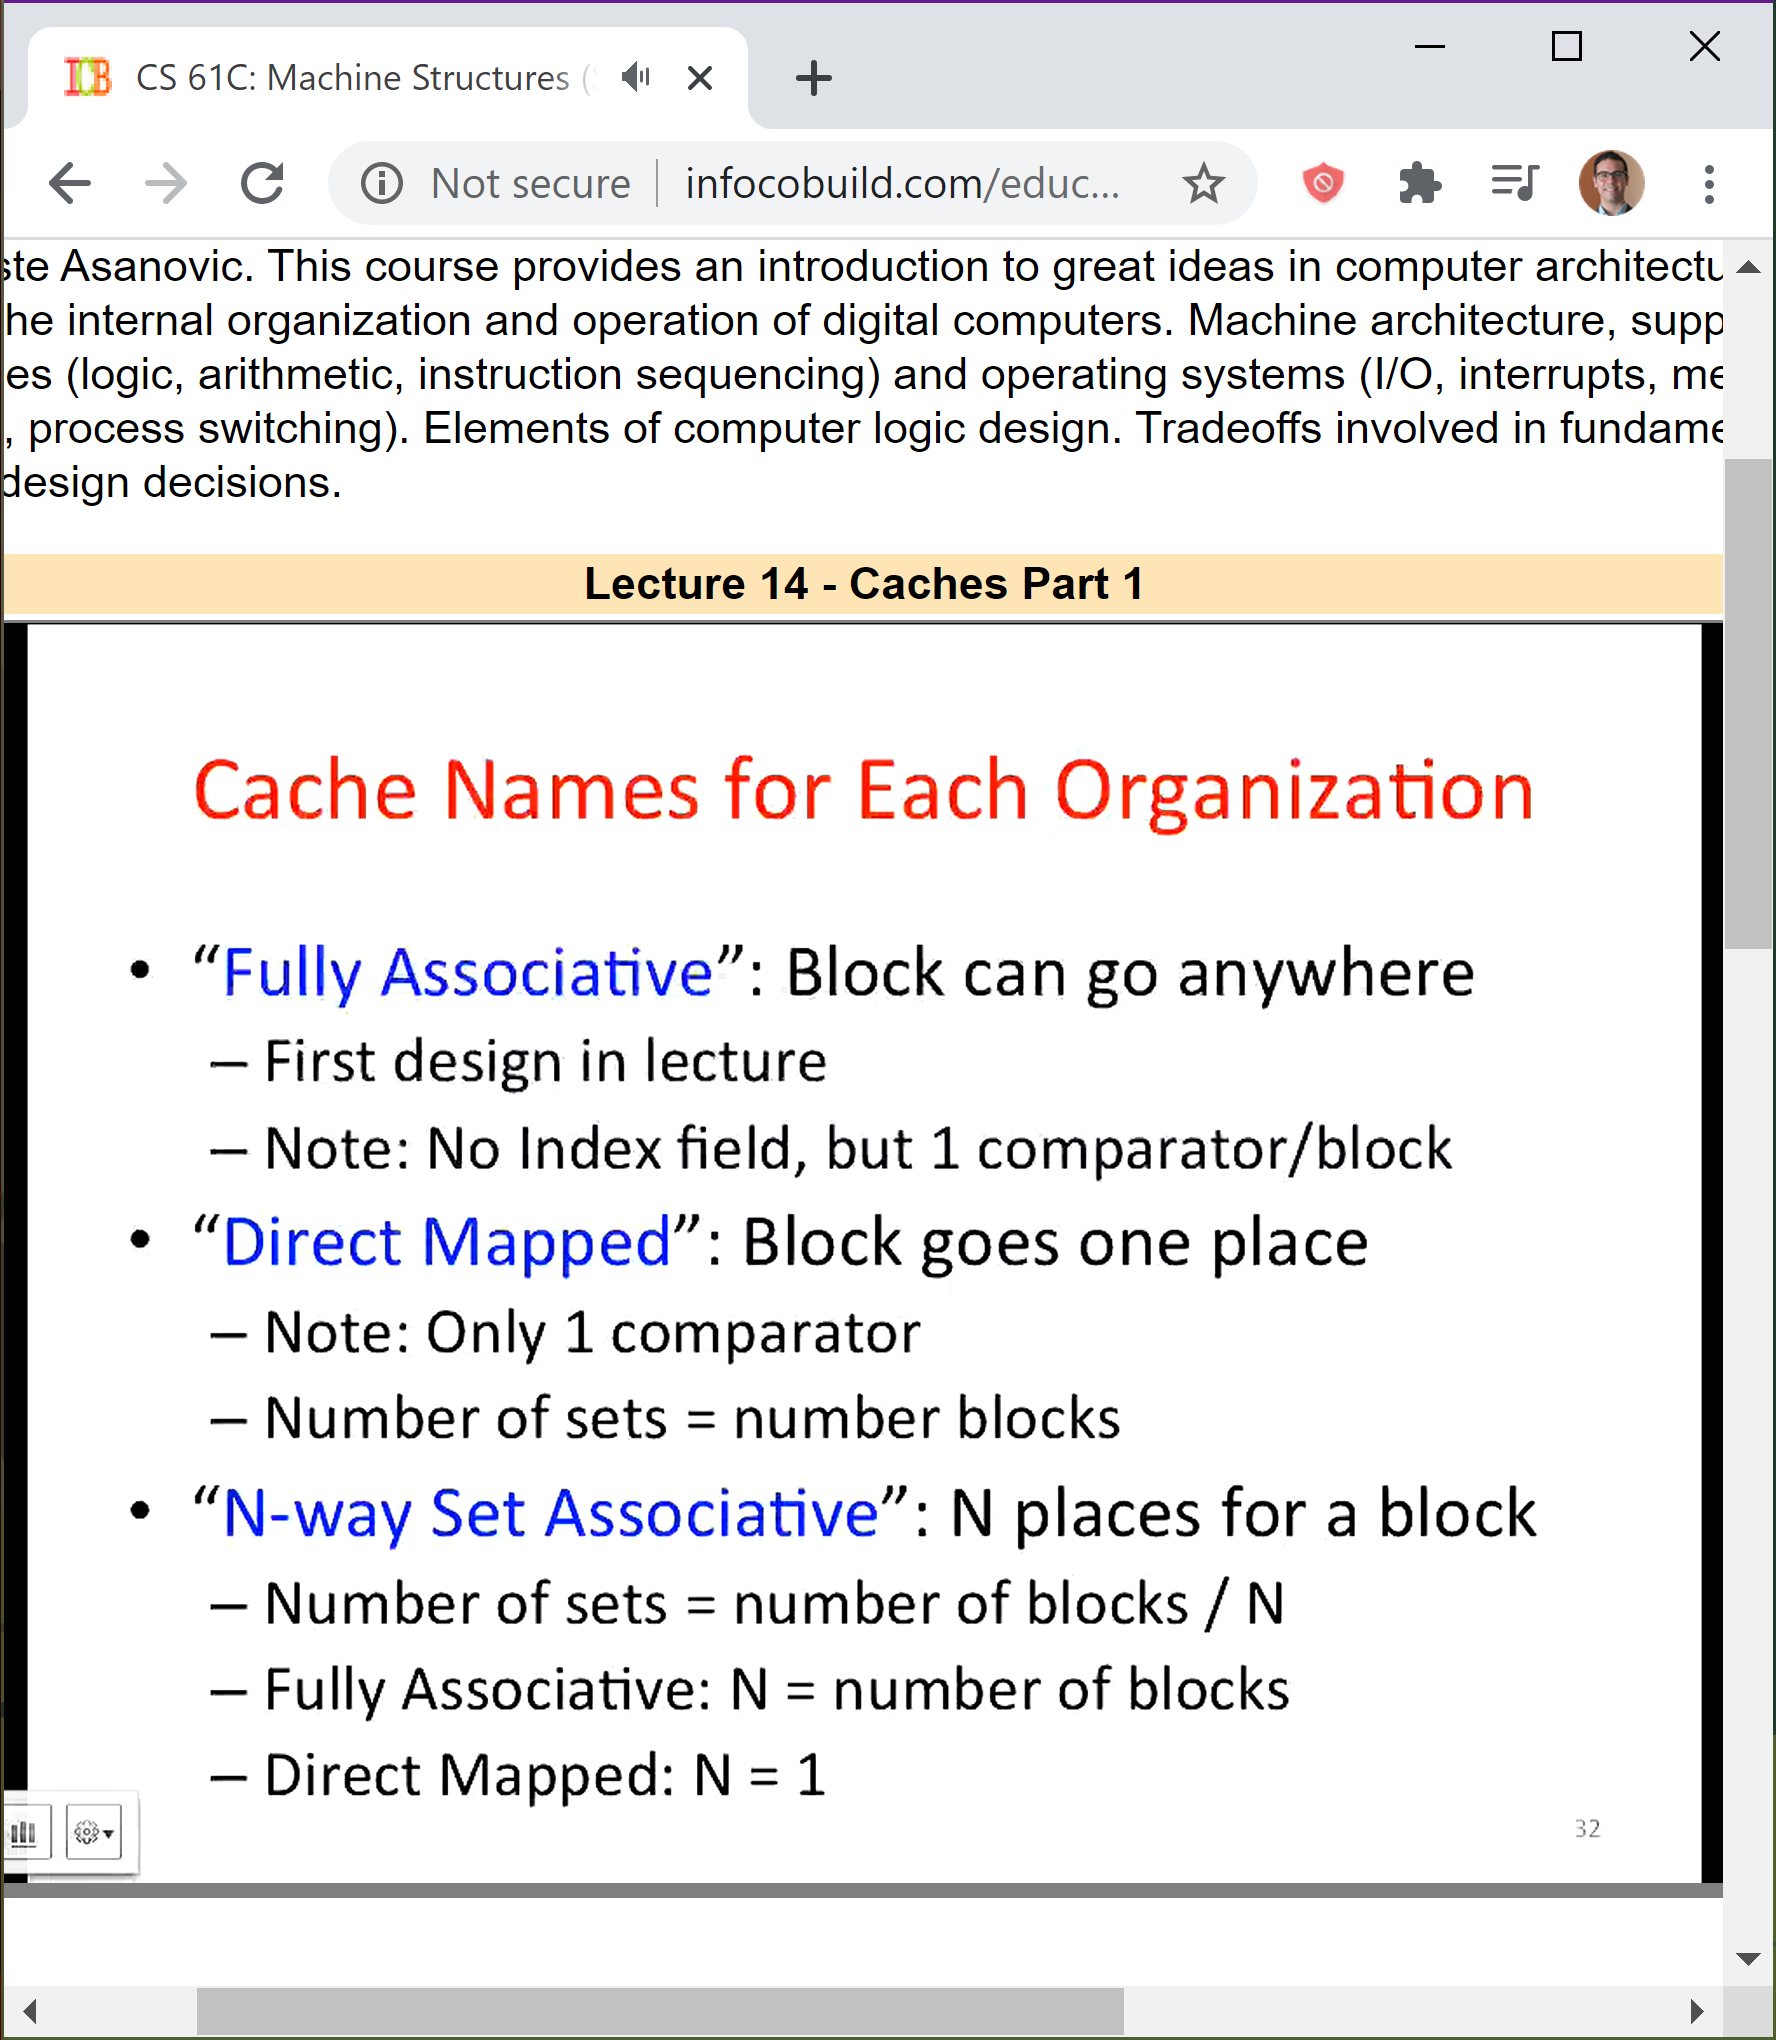 CS 61C: Machine Structures (
Not secure infocobuild.com/educ...
ste Asanovic. This course provides an introduction to great ideas in computer architectu
he internal organization and operation of digital computers. Machine architecture, supp
es (logic, arithmetic, instruction sequencing) and operating systems (I/O, interrupts, me
, process switching). Elements of computer logic design. Tradeoffs involved in fundame
design decisions.
Lecture 14 - Caches Part 1
Cache Names for Each Organization
• “Fully Associative”: Block can go anywhere
– First design in lecture
– Note: No Index field, but 1 comparator/block
• “Direct Mapped”: Block goes one place
– Note: Only 1 comparator
– Number of sets = number blocks
• “N-way Set Associative”: N places for a block
– Number of sets = number of blocks / N
– Fully Associative: N = number of blocks
– Direct Mapped: N = 1
32